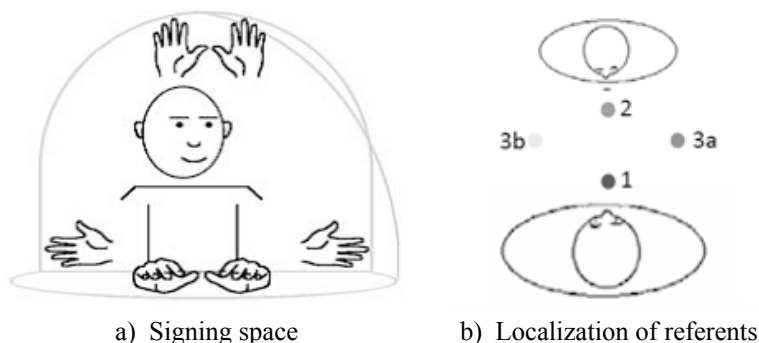 2
3b
3a
1
a) Signing space
b) Localization of referents